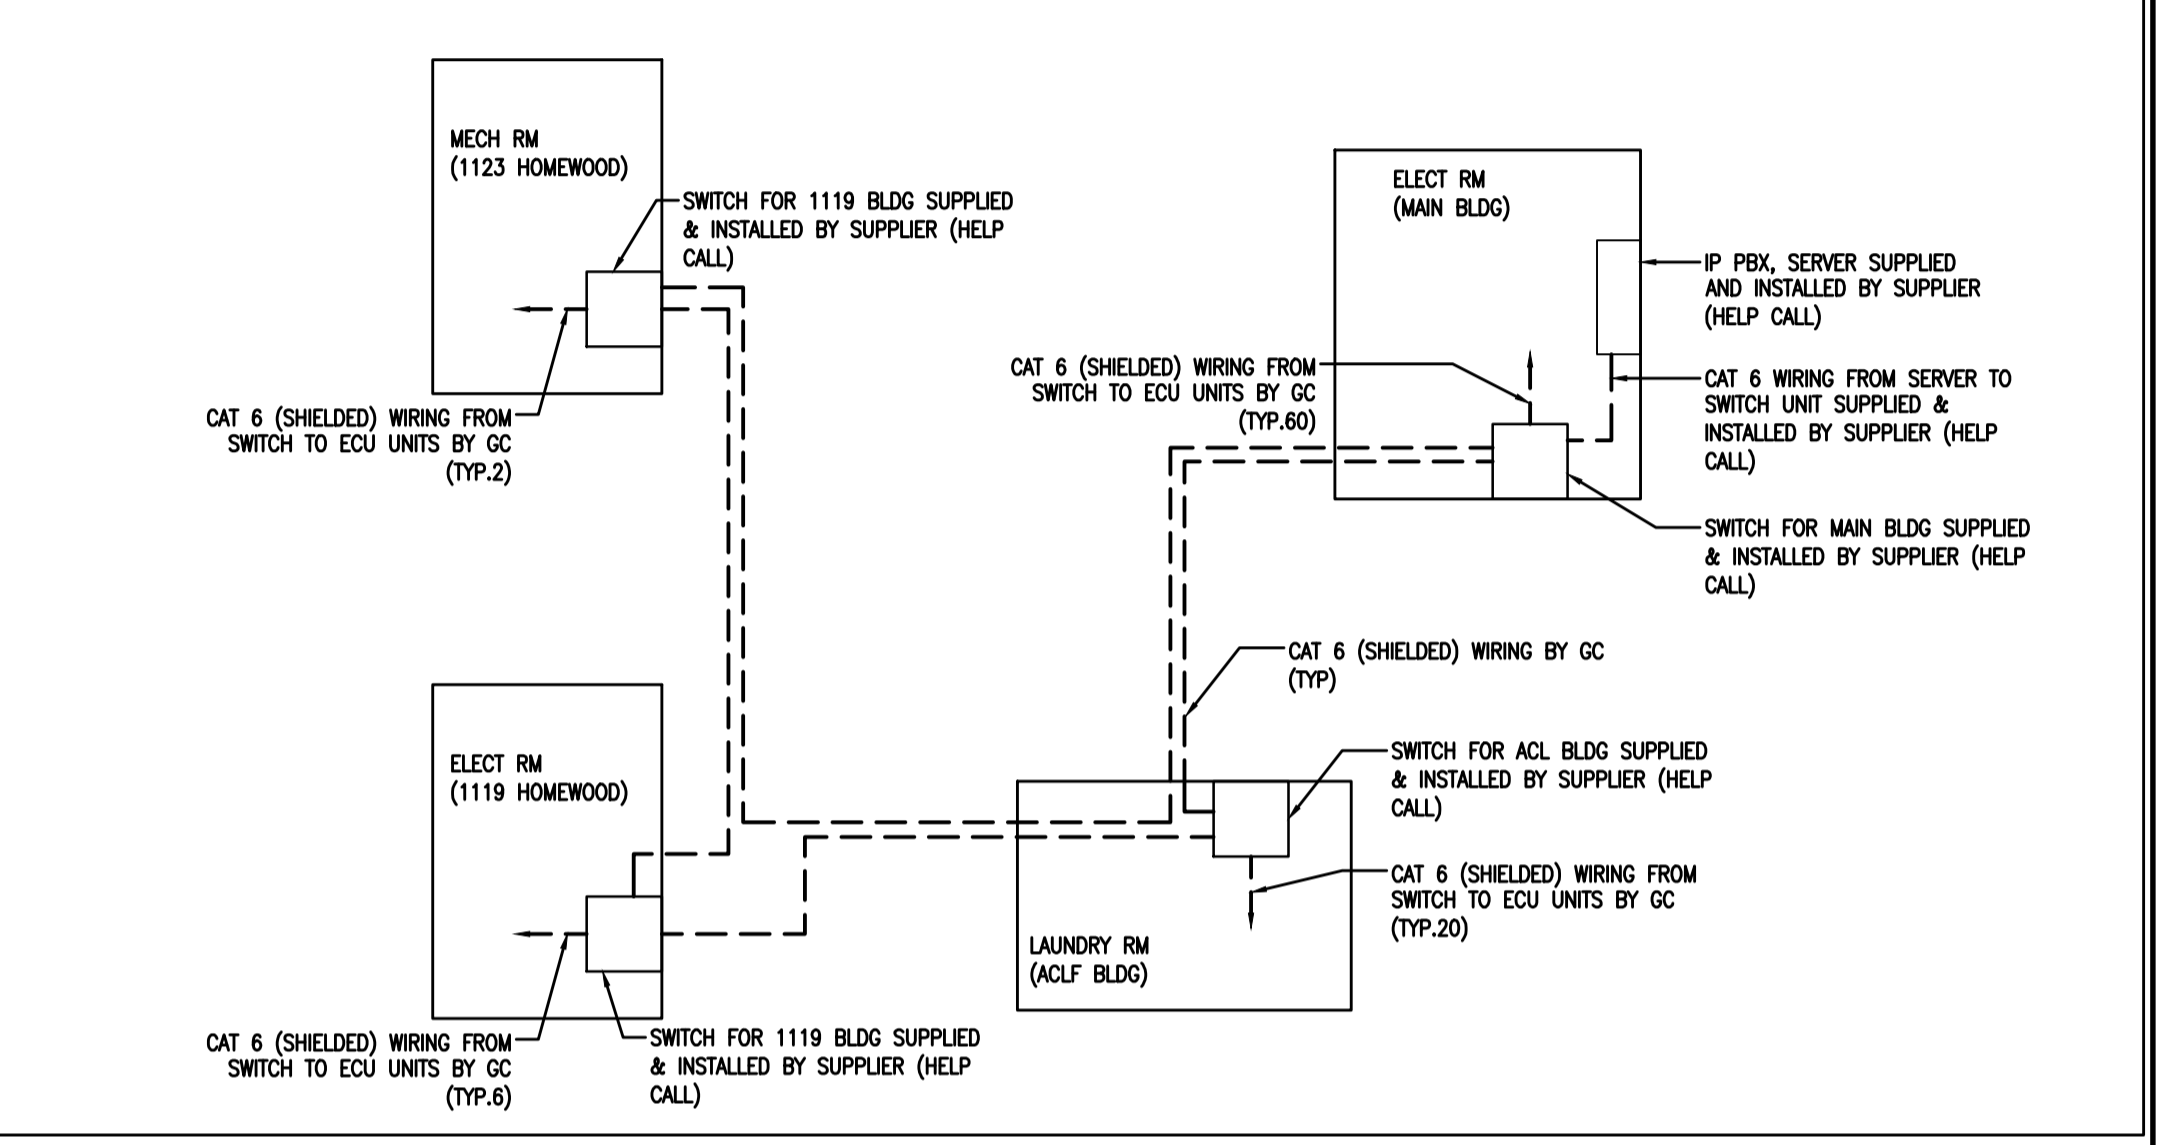 MECH RM
(1123 HOMEWOOD)
SWITCH FOR 1119 BLDG SUPPLIED
& INSTALLED BY SUPPLIER (HELP
CALL)
CAT 6 (SHIELDED) WIRING FROM
SWITCH TO ECU UNITS BY GC
(TYP.2)
ELECT RM
(MAIN BLDG)
IP PBX, SERVER SUPPLIED
AND INSTALLED BY SUPPLIER
(HELP CALL)
CAT 6 (SHIELDED) WIRING FROM
SWITCH TO ECU UNITS BY GC
(TYP.60)
CAT 6 WIRING FROM SERVER TO
SWITCH UNIT SUPPLIED &
INSTALLED BY SUPPLIER (HELP
CALL)
SWITCH FOR MAIN BLDG SUPPLIED
& INSTALLED BY SUPPLIER (HELP
CALL)
CAT 6 (SHIELDED) WIRING BY GC
(TYP)
ELECT RM
(1119 HOMEWOOD)
CAT 6 (SHIELDED) WIRING FROM
SWITCH TO ECU UNITS BY GC
(TYP.6)
SWITCH FOR 1119 BLDG SUPPLIED
& INSTALLED BY SUPPLIER (HELP
CALL)
SWITCH FOR ACL BLDG SUPPLIED
& INSTALLED BY SUPPLIER (HELP
CALL)
CAT 6 (SHIELDED) WIRING FROM
SWITCH TO ECU UNITS BY GC
(TYP.20)
LAUNDRY RM
(ACLF BLDG)